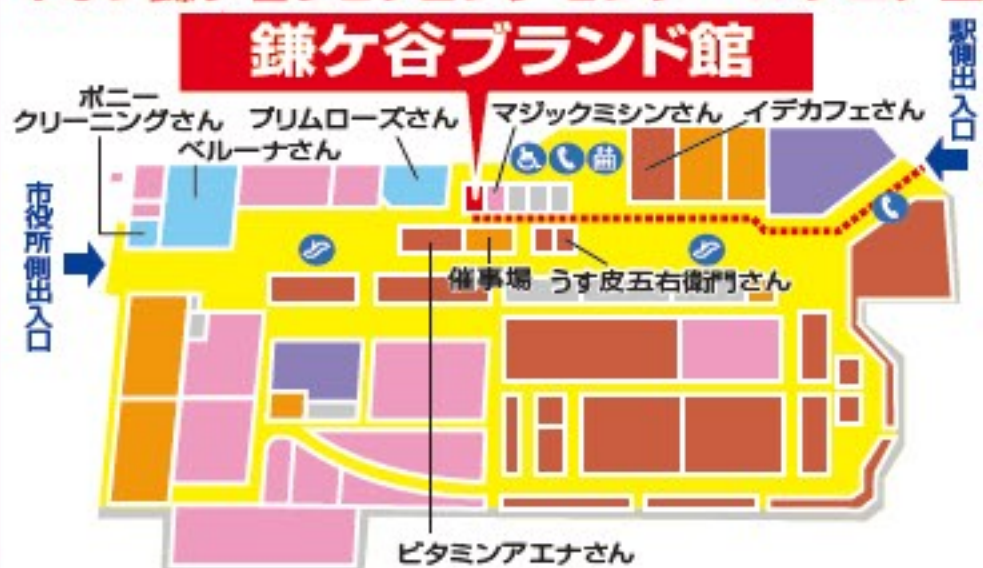 鎌ケ谷ブランド館
駅側出入口
ポニー
クリーニングさん
ベルーナさん
プリムローズさん
マジックミシンさん
イデカフェさん
市役所側出入口
催事場
うす皮五右衛門さん
ビタミンアエナさん